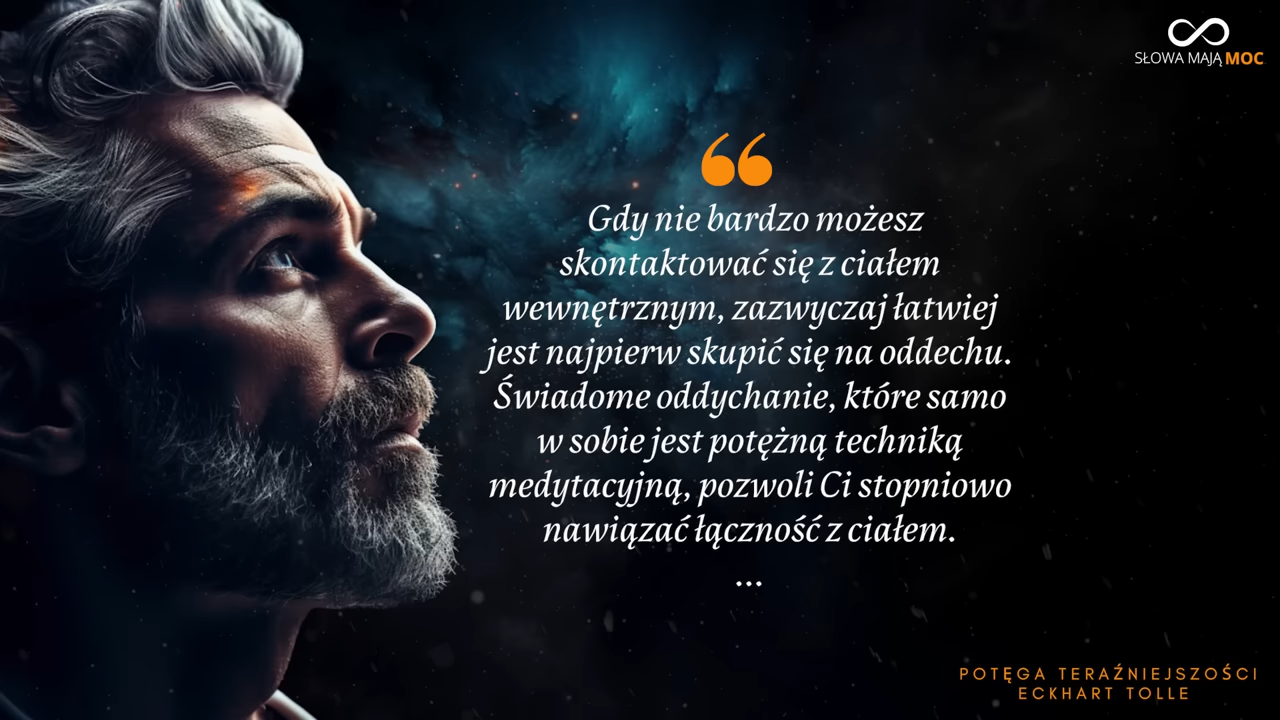 SŁOWA MAJĄ MOC
“
Gdy nie bardzo możesz
skontaktować się z ciałem
wewnętrznym, zazwyczaj łatwiej
jest najpierw skupić się na oddechu.
Świadome oddychanie, które samo
w sobie jest potężną techniką
medytacyjną, pozwoli Ci stopniowo
nawiązać łączność z ciałem.
...
POTĘGA TERAŹNIEJSZOŚCI
ECKHART TOLLE